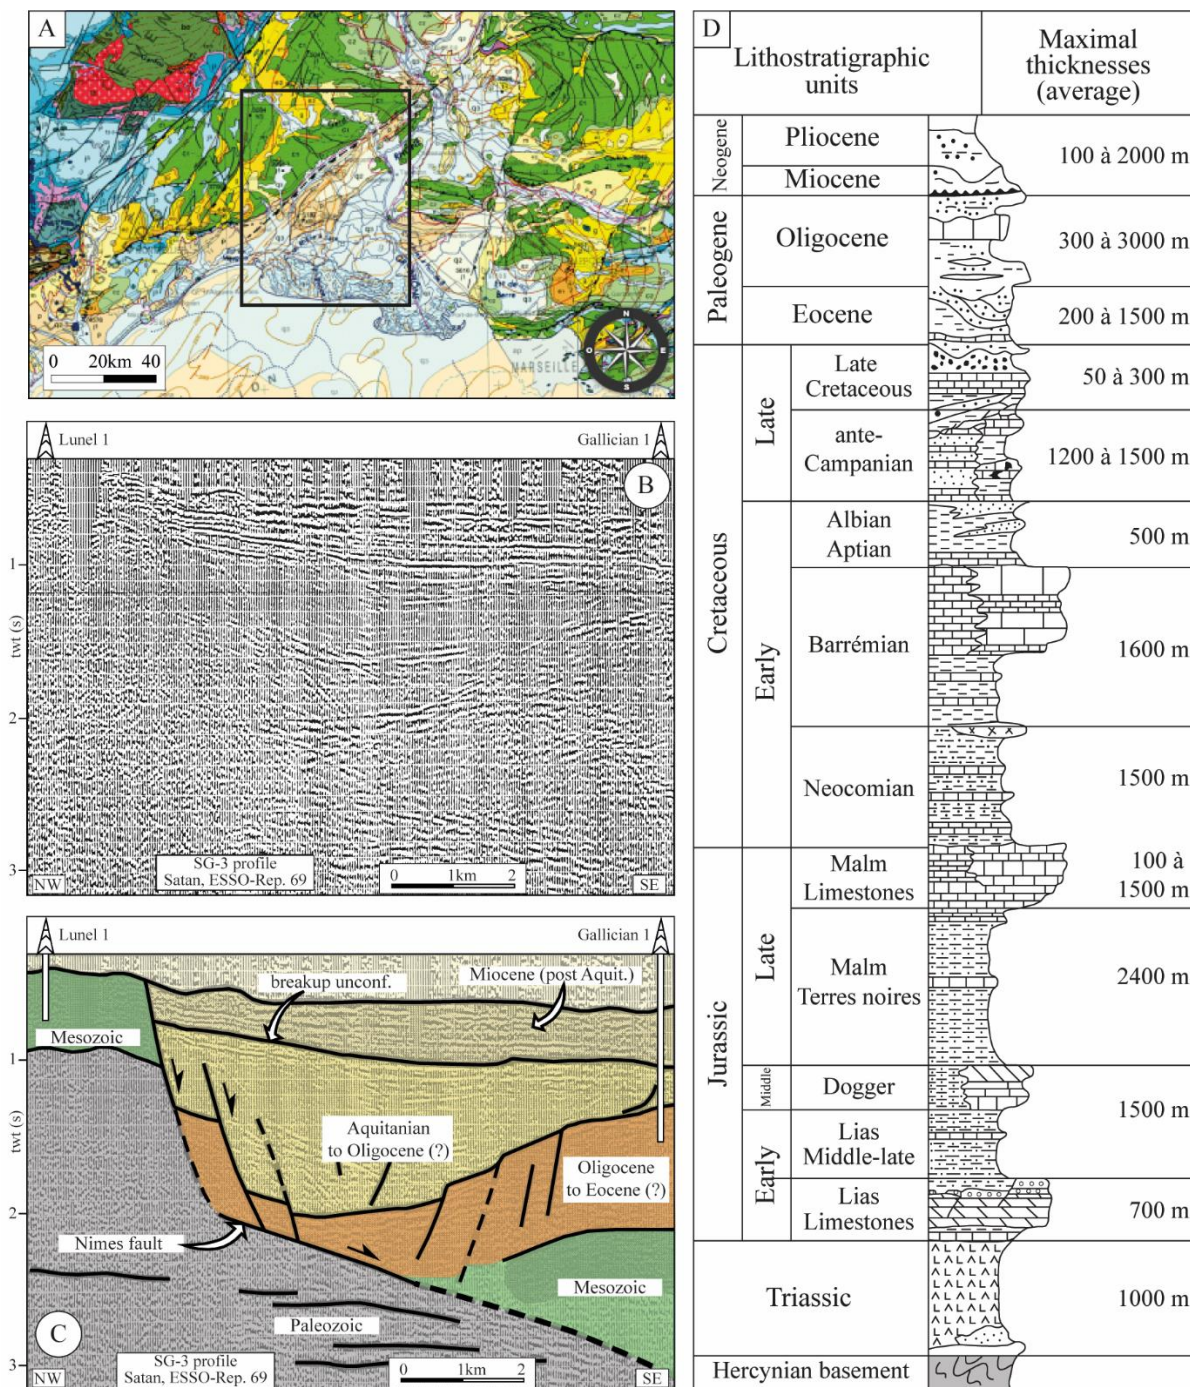 A
0 20km 40
MARSEILLE
N
O E
S
Lunel 1
Gallician 1
B
1
twt (s)
2
3
NW
SG-3 profile
Satan, ESSO-Rep. 69
0 1km 2
SE
Lunel 1
Gallician 1
breakup unconf.
Miocene (post Aquit.)
Mesozoic
1
twt (s)
Aquitanian
to Oligocene (?)
Oligocene
to Eocene (?)
2
Nimes fault
Mesozoic
Paleozoic
C
3
NW
SG-3 profile
Satan, ESSO-Rep. 69
0 1km 2
SE
D
Lithostratigraphic
units
Maximal
thicknesses
(average)
Neogene
Pliocene
Miocene
100 à 2000 m
Paleogene
Oligocene
300 à 3000 m
Eocene
200 à 1500 m
Cretaceous
Late
Late
Cretaceous
50 à 300 m
ante-
Campanian
1200 à 1500 m
Early
Albian
Aptian
500 m
Barrémian
1600 m
Neocomian
1500 m
Jurassic
Late
Malm
Limestones
100 à
1500 m
Malm
Terres noires
2400 m
Middle
Dogger
1500 m
Early
Lias
Middle-late
Lias
Limestones
700 m
Triassic
1000 m
Hercynian basement